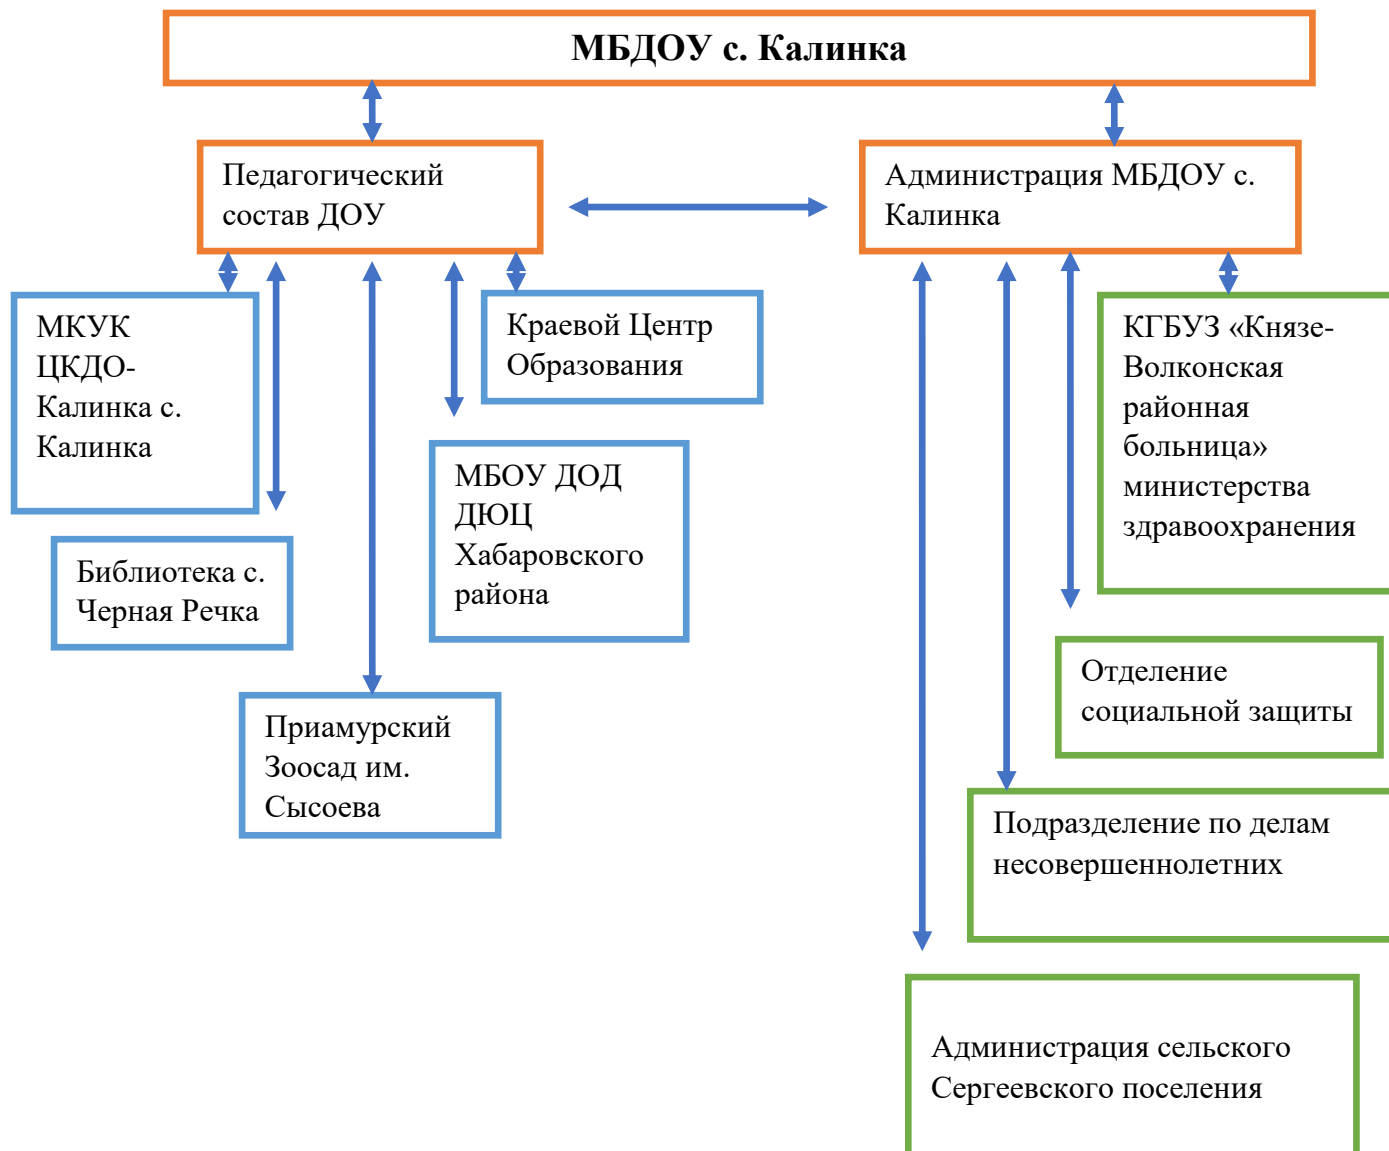 МБДОУ с. Калинка
Педагогический
состав ДОУ
Администрация МБДОУ с.
Калинка
МКУК
ЦКДО-
Калинка с.
Калинка
Краевой Центр
Образования
КГБУЗ «Князе-
Волконская
районная
больница»
министерства
здравоохранения
МБОУ ДОД
ДЮЦ
Хабаровского
района
Библиотека с.
Черная Речка
Отделение
социальной защиты
Приамурский
Зоосад им.
Сысоева
Подразделение по делам
несовершеннолетних
Администрация сельского
Сергеевского поселения